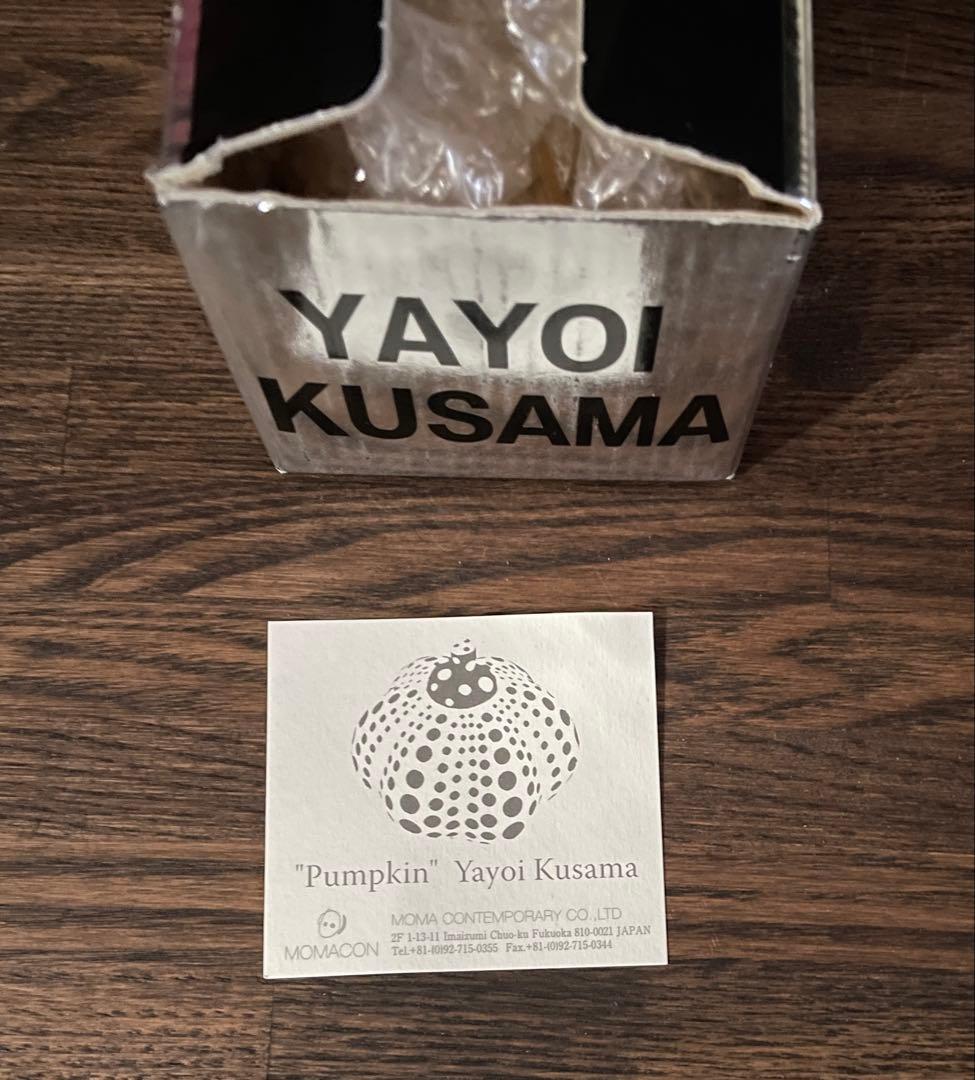 YAYOI
KUSAMA
"Pumpkin" Yayoi Kusama
MOMACON
MOMA CONTEMPORARY CO.,LTD
2F 1-13-11 Imaizumi Chuo-ku Fukuoka 810-0021 JAPAN
Tel.+81-(0)92-715-0355 Fax.+81-(0)92-715-0344